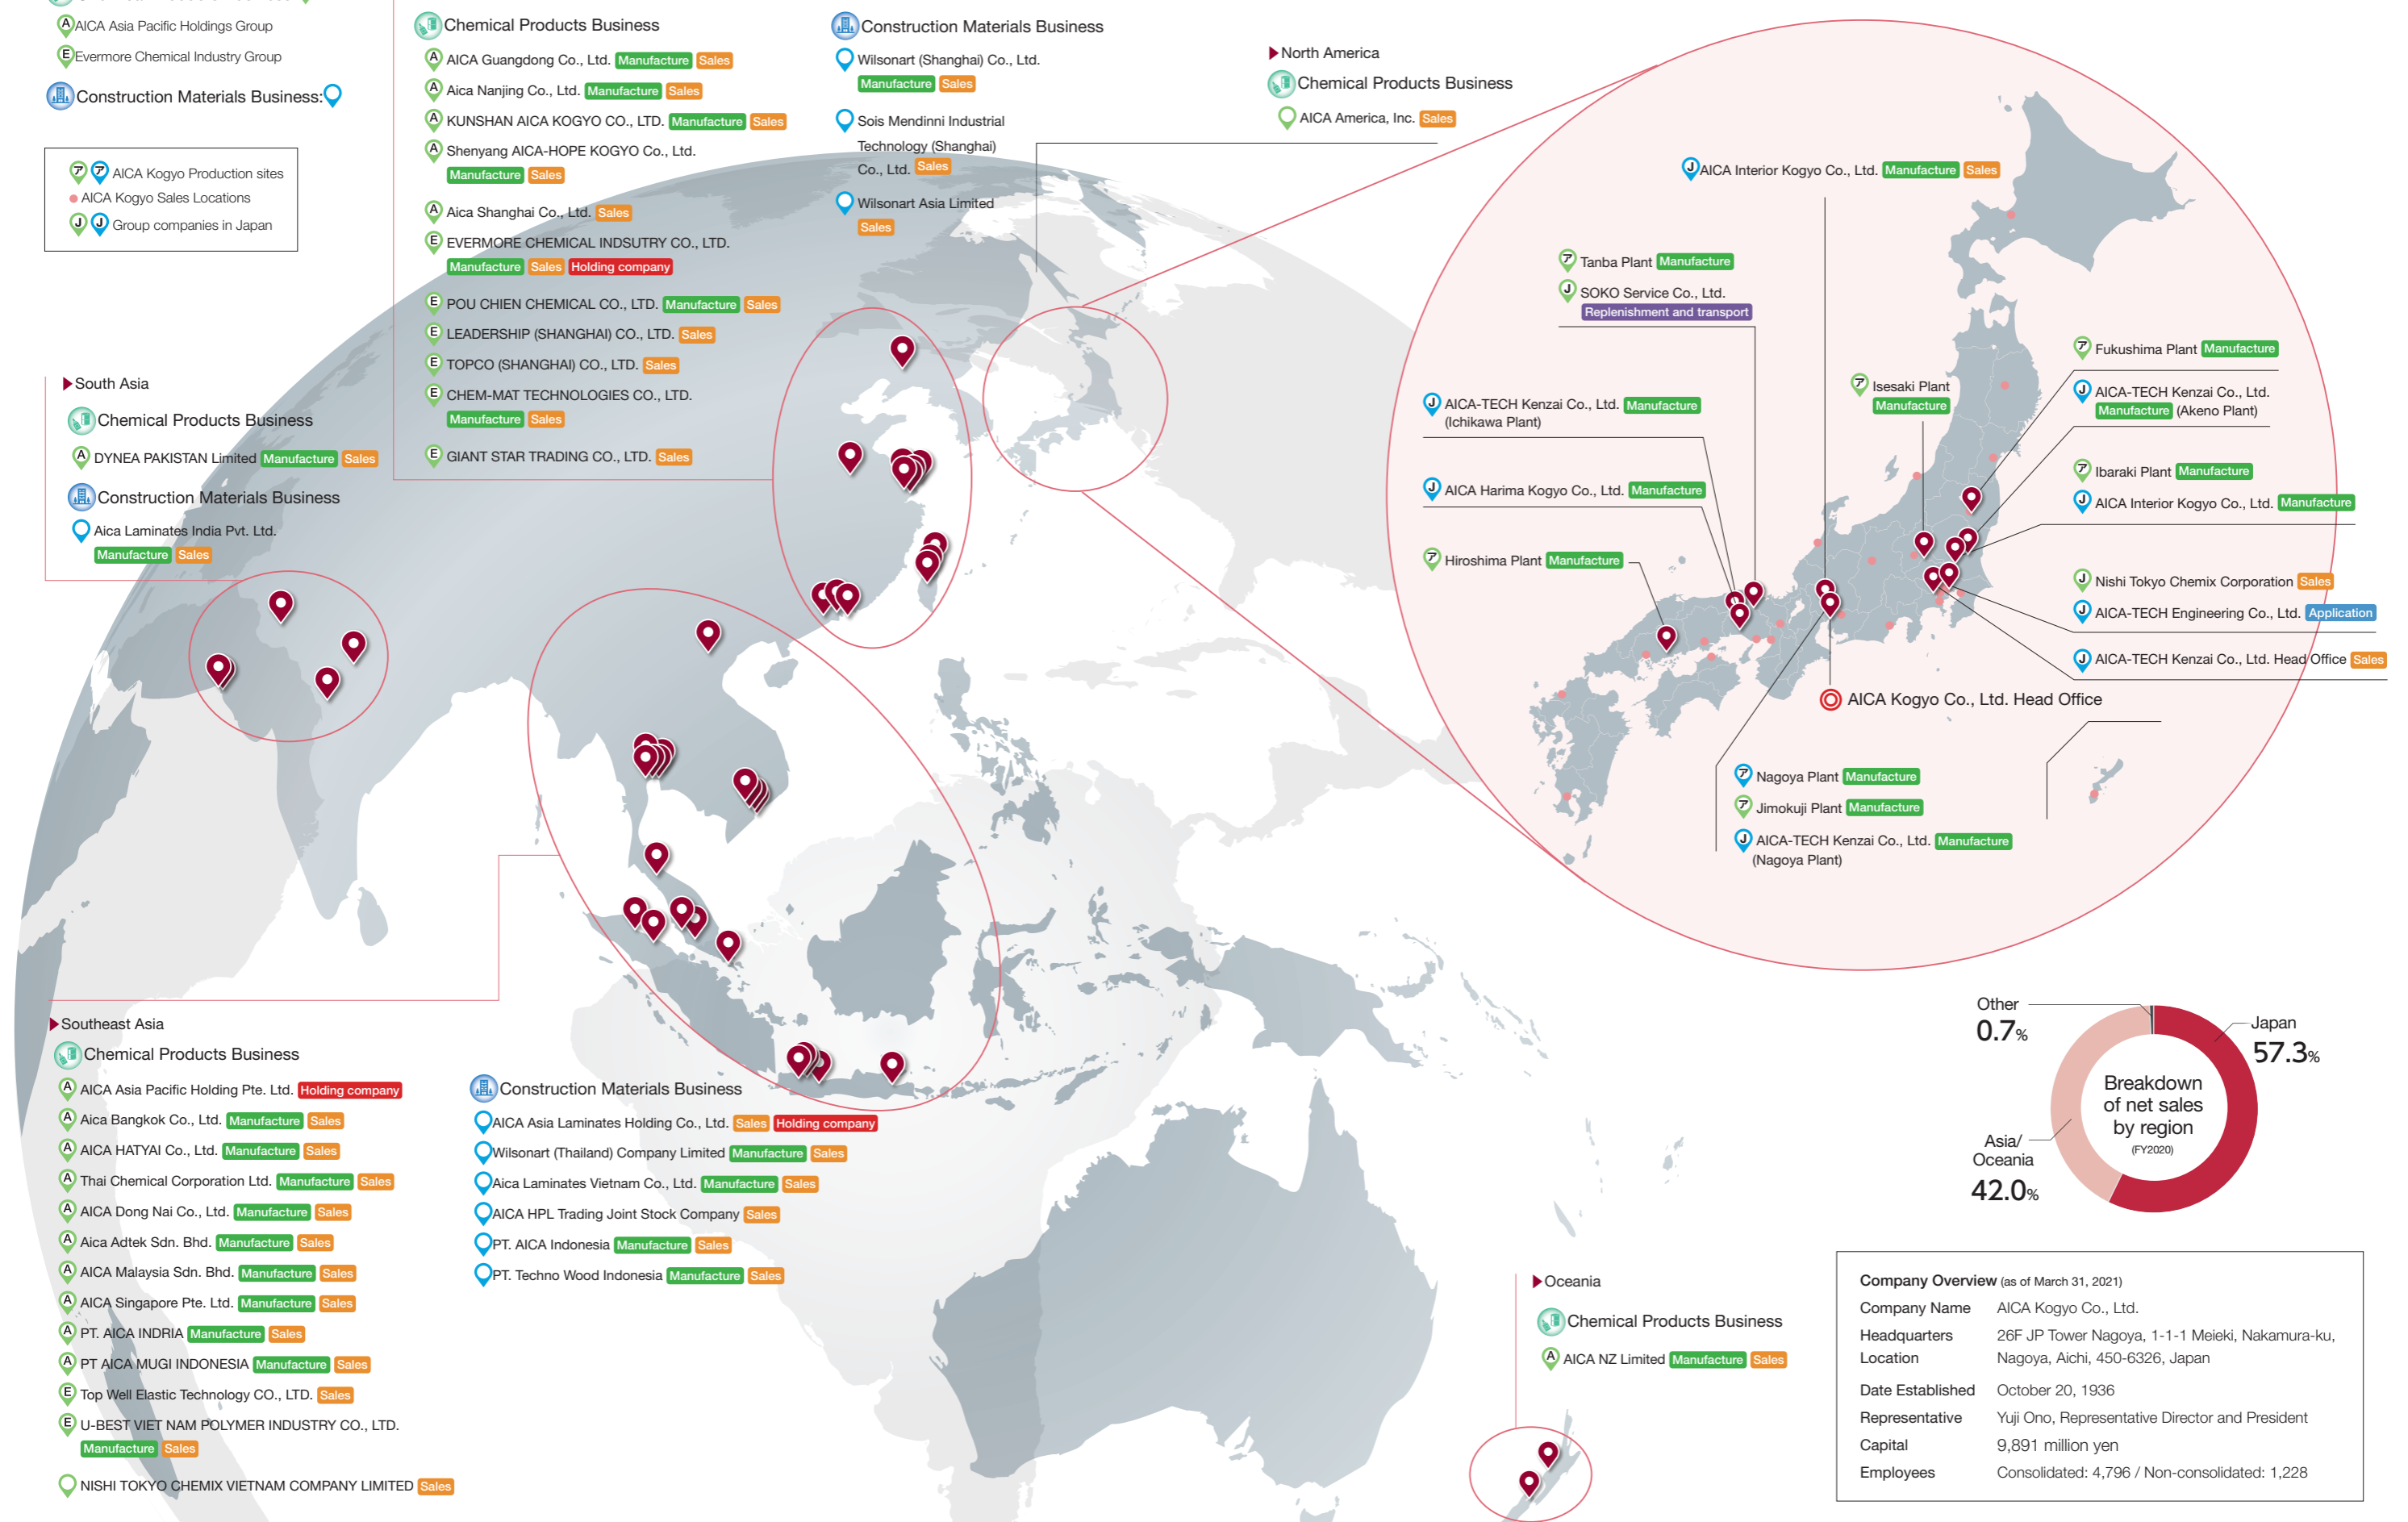 AICA Asia Pacific Holdings Group
Evermore Chemical Industry Group
Construction Materials Business:
ア ア AICA Kogyo Production sites
AICA Kogyo Sales Locations
J J Group companies in Japan
Chemical Products Business
A AICA Guangdong Co., Ltd. Manufacture Sales
A Aica Nanjing Co., Ltd. Manufacture Sales
A KUNSHAN AICA KOGYO CO., LTD. Manufacture Sales
A Shenyang AICA-HOPE KOGYO Co., Ltd.
Manufacture Sales
A Aica Shanghai Co., Ltd. Sales
E EVERMORE CHEMICAL INDSUTRY CO., LTD.
Manufacture Sales Holding company
E POU CHIEN CHEMICAL CO., LTD. Manufacture Sales
E LEADERSHIP (SHANGHAI) CO., LTD. Sales
E TOPCO (SHANGHAI) CO., LTD. Sales
E CHEM-MAT TECHNOLOGIES CO., LTD.
Manufacture Sales
E GIANT STAR TRADING CO., LTD. Sales
Construction Materials Business
Wilsonart (Shanghai) Co., Ltd.
Manufacture Sales
Sois Mendinni Industrial
Technology (Shanghai)
Co., Ltd. Sales
Wilsonart Asia Limited
Sales
North America
Chemical Products Business
AICA America, Inc. Sales
J AICA Interior Kogyo Co., Ltd. Manufacture Sales
ア Tanba Plant Manufacture
J SOKO Service Co., Ltd.
Replenishment and transport
J AICA-TECH Kenzai Co., Ltd. Manufacture
(Ichikawa Plant)
J AICA Harima Kogyo Co., Ltd. Manufacture
ア Hiroshima Plant Manufacture
ア Isesaki Plant
Manufacture
ア Fukushima Plant Manufacture
J AICA-TECH Kenzai Co., Ltd.
Manufacture (Akeno Plant)
ア Ibaraki Plant Manufacture
J AICA Interior Kogyo Co., Ltd. Manufacture
J Nishi Tokyo Chemix Corporation Sales
J AICA-TECH Engineering Co., Ltd. Application
J AICA-TECH Kenzai Co., Ltd. Head Office Sales
AICA Kogyo Co., Ltd. Head Office
ア Nagoya Plant Manufacture
ア Jimokuji Plant Manufacture
J AICA-TECH Kenzai Co., Ltd. Manufacture
(Nagoya Plant)
South Asia
Chemical Products Business
A DYNEA PAKISTAN Limited Manufacture Sales
Construction Materials Business
Aica Laminates India Pvt. Ltd.
Manufacture Sales
Southeast Asia
Chemical Products Business
A AICA Asia Pacific Holding Pte. Ltd. Holding company
A Aica Bangkok Co., Ltd. Manufacture Sales
A AICA HATYAI Co., Ltd. Manufacture Sales
A Thai Chemical Corporation Ltd. Manufacture Sales
A AICA Dong Nai Co., Ltd. Manufacture Sales
A Aica Adtek Sdn. Bhd. Manufacture Sales
A AICA Malaysia Sdn. Bhd. Manufacture Sales
A AICA Singapore Pte. Ltd. Manufacture Sales
A PT. AICA INDRIA Manufacture Sales
A PT AICA MUGI INDONESIA Manufacture Sales
E Top Well Elastic Technology CO., LTD. Sales
E U-BEST VIET NAM POLYMER INDUSTRY CO., LTD.
Manufacture Sales
NISHI TOKYO CHEMIX VIETNAM COMPANY LIMITED Sales
Construction Materials Business
AICA Asia Laminates Holding Co., Ltd. Sales Holding company
Wilsonart (Thailand) Company Limited Manufacture Sales
Aica Laminates Vietnam Co., Ltd. Manufacture Sales
AICA HPL Trading Joint Stock Company Sales
PT. AICA Indonesia Manufacture Sales
PT. Techno Wood Indonesia Manufacture Sales
Oceania
Chemical Products Business
A AICA NZ Limited Manufacture Sales
Other
0.7%
Japan
57.3%
Asia/
Oceania
42.0%
Breakdown
of net sales
by region
(FY2020)
Company Overview (as of March 31, 2021)
Company Name AICA Kogyo Co., Ltd.
Headquarters 26F JP Tower Nagoya, 1-1-1 Meieki, Nakamura-ku,
Location Nagoya, Aichi, 450-6326, Japan
Date Established October 20, 1936
Representative Yuji Ono, Representative Director and President
Capital 9,891 million yen
Employees Consolidated: 4,796 / Non-consolidated: 1,228